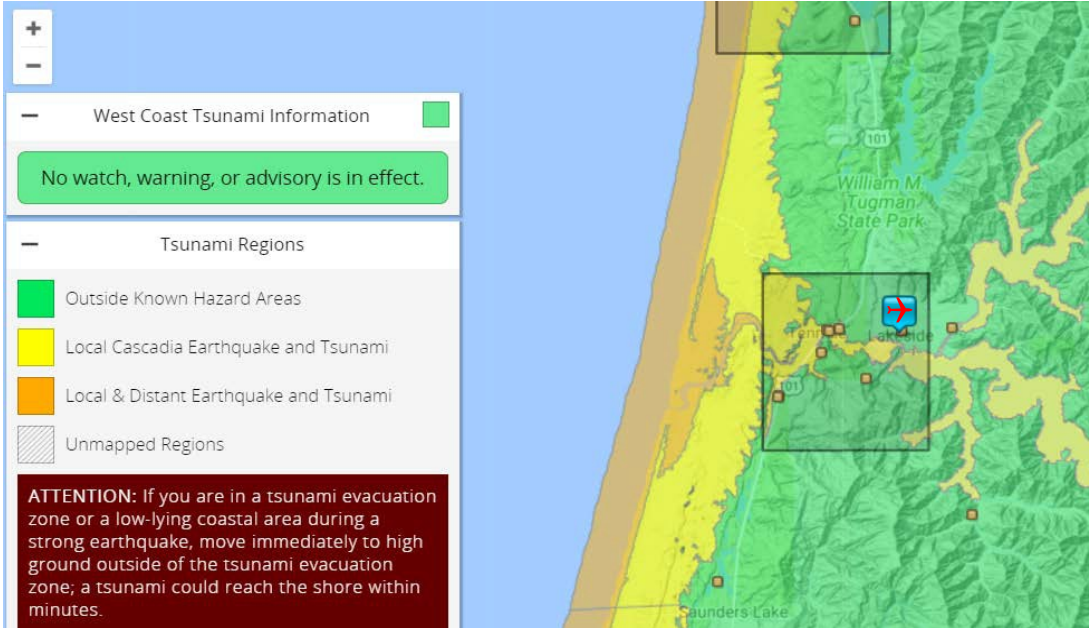 +
−
− West Coast Tsunami Information
No watch, warning, or advisory is in effect.
− Tsunami Regions
Outside Known Hazard Areas
Local Cascadia Earthquake and Tsunami
Local & Distant Earthquake and Tsunami
Unmapped Regions
ATTENTION: If you are in a tsunami evacuation
zone or a low-lying coastal area during a
strong earthquake, move immediately to high
ground outside of the tsunami evacuation
zone; a tsunami could reach the shore within
minutes.
101
William M.
Tugman
State Park
Lakeside
101
Saunders Lake